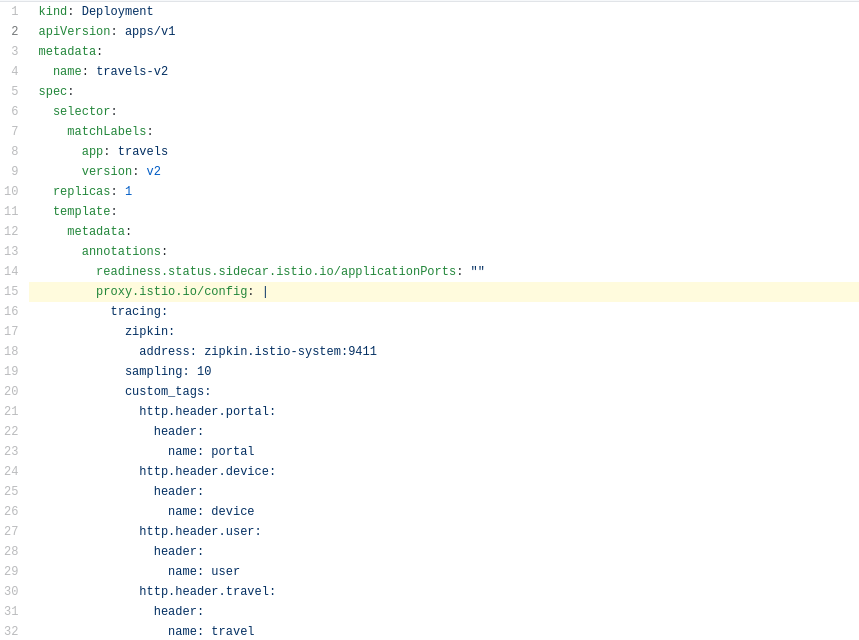 1 kind: Deployment
2 apiVersion: apps/v1
3 metadata:
4   name: travels-v2
5 spec:
6   selector:
7     matchLabels:
8       app: travels
9       version: v2
10   replicas: 1
11   template:
12     metadata:
13       annotations:
14         readiness.status.sidecar.istio.io/applicationPorts: ""
15         proxy.istio.io/config: |
16           tracing:
17             zipkin:
18               address: zipkin.istio-system:9411
19             sampling: 10
20             custom_tags:
21               http.header.portal:
22                 header:
23                   name: portal
24               http.header.device:
25                 header:
26                   name: device
27               http.header.user:
28                 header:
29                   name: user
30               http.header.travel:
31                 header:
32                   name: travel